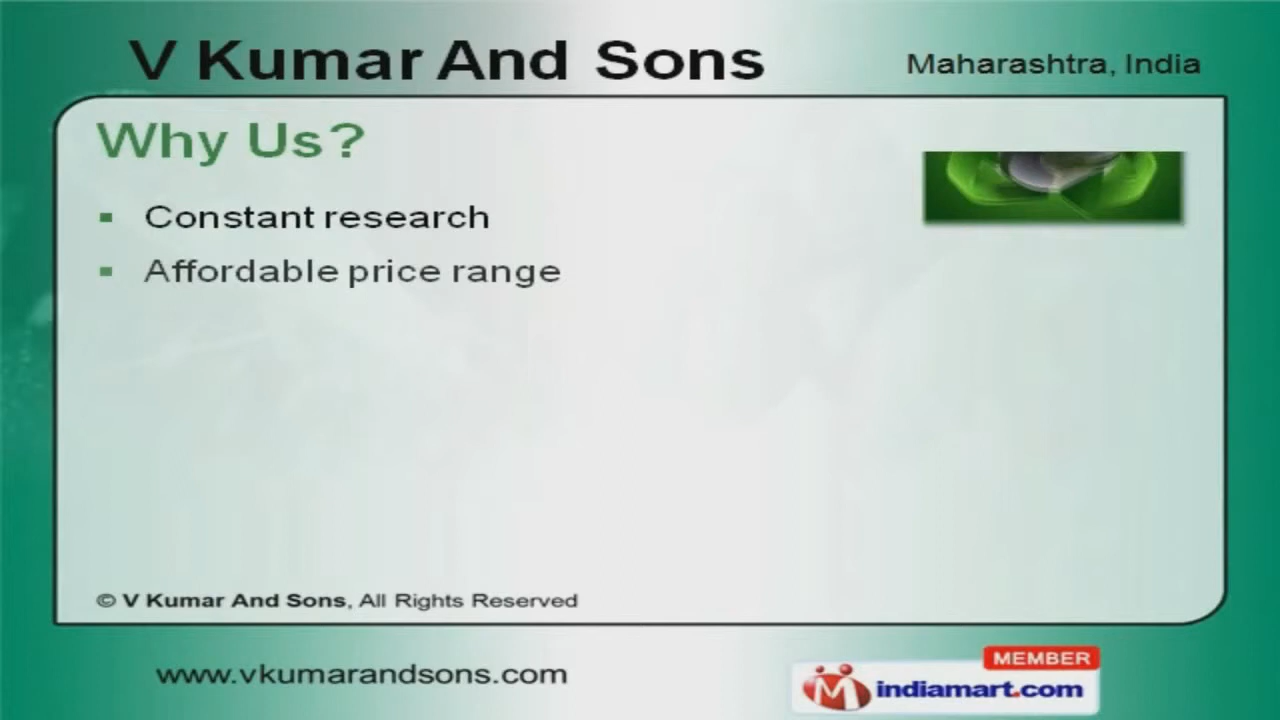 V Kumar And Sons
Maharashtra, India
Why Us?
▪ Constant research
▪ Affordable price range
© V Kumar And Sons, All Rights Reserved
www.vkumarandsons.com
MEMBER
indiamart.com